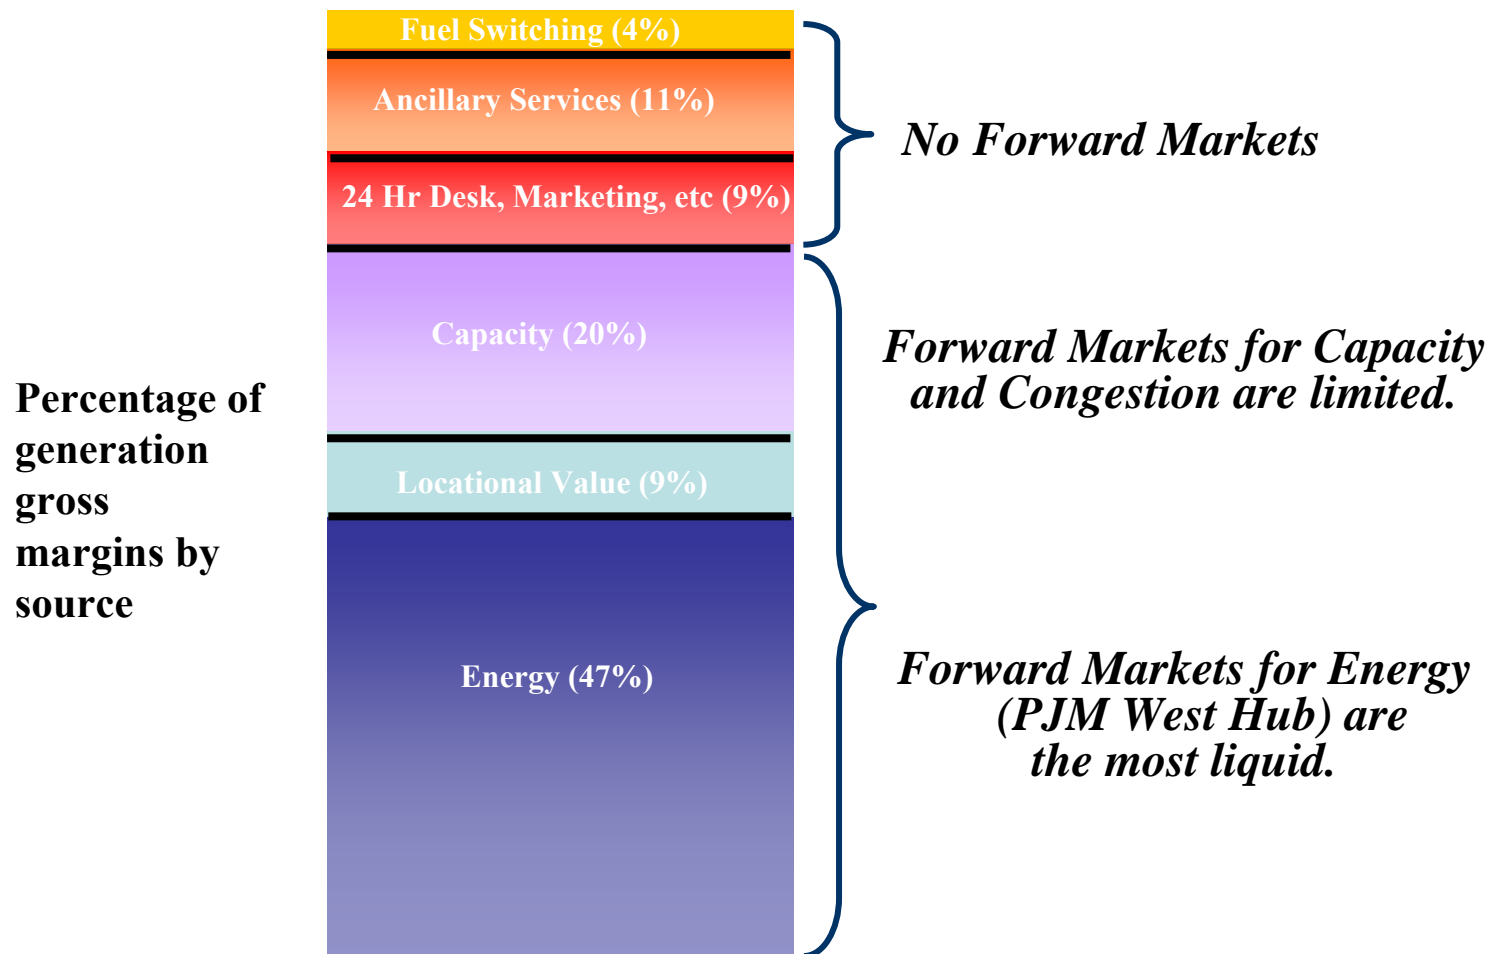 Percentage of
generation
gross
margins by
source
Fuel Switching (4%)
Ancillary Services (11%)
24 Hr Desk, Marketing, etc (9%)
Capacity (20%)
Locational Value (9%)
Energy (47%)
No Forward Markets
Forward Markets for Capacity
and Congestion are limited.
Forward Markets for Energy
(PJM West Hub) are
the most liquid.